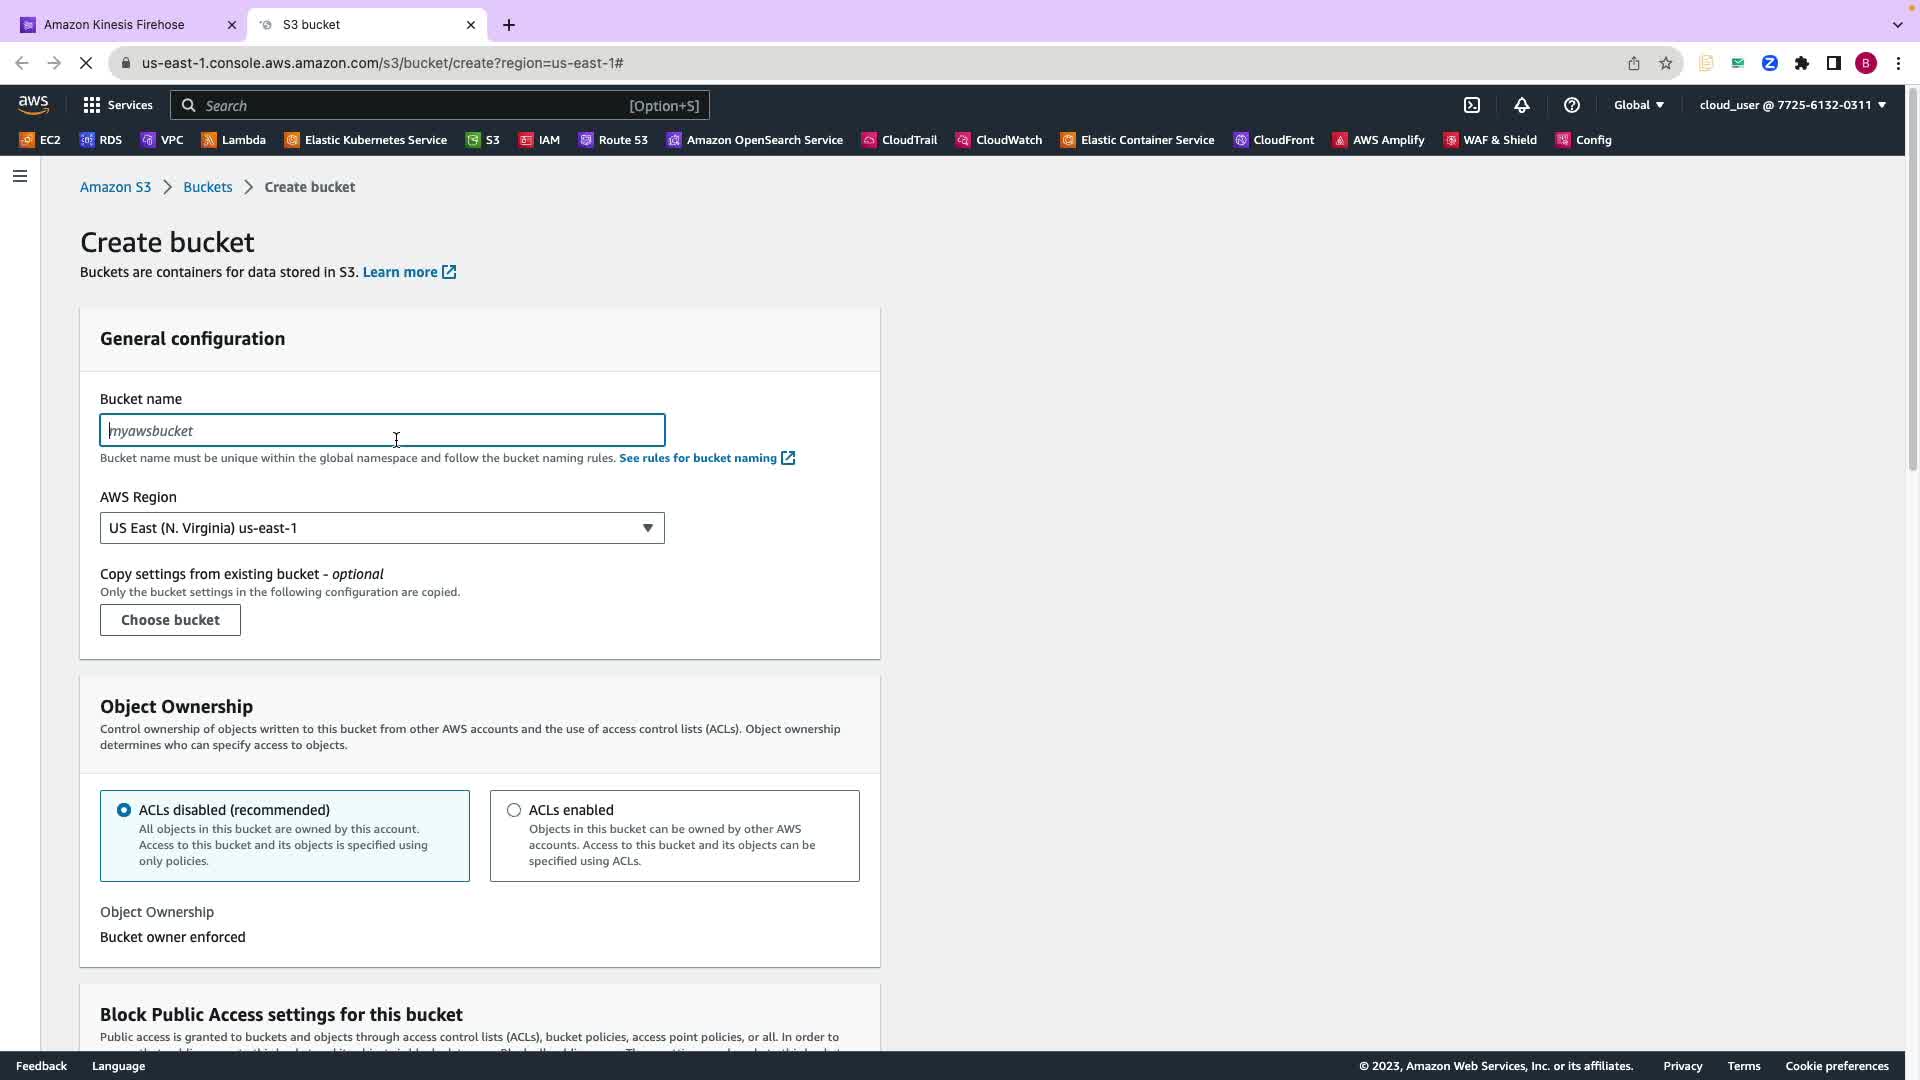 Amazon Kinesis Firehose
S3 bucket
us-east-1.console.aws.amazon.com/s3/bucket/create?region=us-east-1#
B
aws
Services
Search
[Option+S]
Global
cloud_user @ 7725-6132-0311
EC2
RDS
VPC
Lambda
Elastic Kubernetes Service
S3
IAM
Route 53
Amazon OpenSearch Service
CloudTrail
CloudWatch
Elastic Container Service
CloudFront
AWS Amplify
WAF & Shield
Config
Amazon S3
Buckets
Create bucket
Create bucket
Buckets are containers for data stored in S3. Learn more
General configuration
Bucket name
myawsbucket
Bucket name must be unique within the global namespace and follow the bucket naming rules. See rules for bucket naming
AWS Region
US East (N. Virginia) us-east-1
Copy settings from existing bucket - optional
Only the bucket settings in the following configuration are copied.
Choose bucket
Object Ownership
Control ownership of objects written to this bucket from other AWS accounts and the use of access control lists (ACLs). Object ownership
determines who can specify access to objects.
ACLs disabled (recommended)
All objects in this bucket are owned by this account.
Access to this bucket and its objects is specified using
only policies.
ACLs enabled
Objects in this bucket can be owned by other AWS
accounts. Access to this bucket and its objects can be
specified using ACLs.
Object Ownership
Bucket owner enforced
Block Public Access settings for this bucket
Public access is granted to buckets and objects through access control lists (ACLs), bucket policies, access point policies, or all. In order to
Feedback
Language
© 2023, Amazon Web Services, Inc. or its affiliates.
Privacy
Terms
Cookie preferences